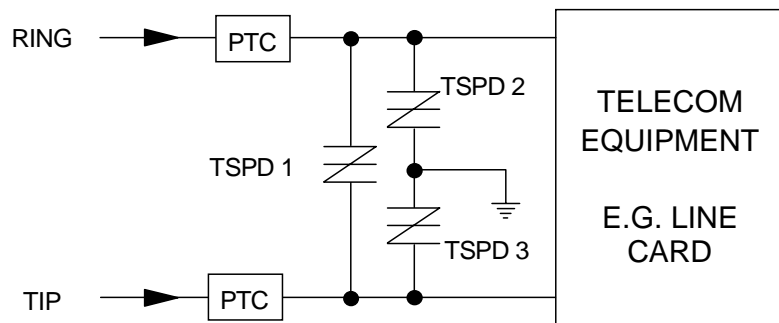 RING
PTC
TSPD 2
TSPD 1
TSPD 3
TIP
PTC
TELECOM
EQUIPMENT
E.G. LINE
CARD